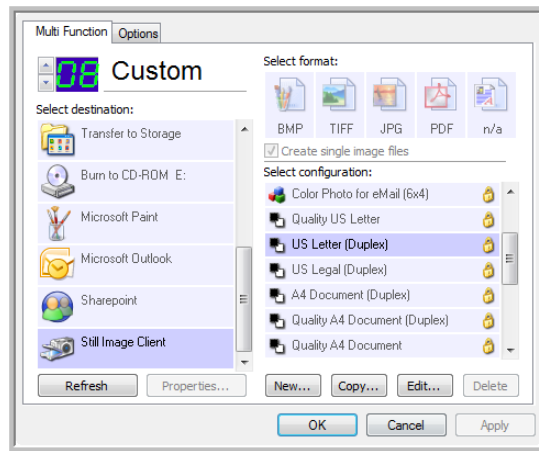 Multi Function
Options
08
Custom
Select destination:
Transfer to Storage
Burn to CD-ROM E:
Microsoft Paint
Microsoft Outlook
Sharepoint
Still Image Client
Refresh
Properties...
Select format:
BMP
TIFF
JPG
PDF
n/a
Create single image files
Select configuration:
Color Photo for eMail (6x4)
Quality US Letter
US Letter (Duplex)
US Legal (Duplex)
A4 Document (Duplex)
Quality A4 Document (Duplex)
Quality A4 Document
New...
Copy...
Edit...
Delete
OK
Cancel
Apply